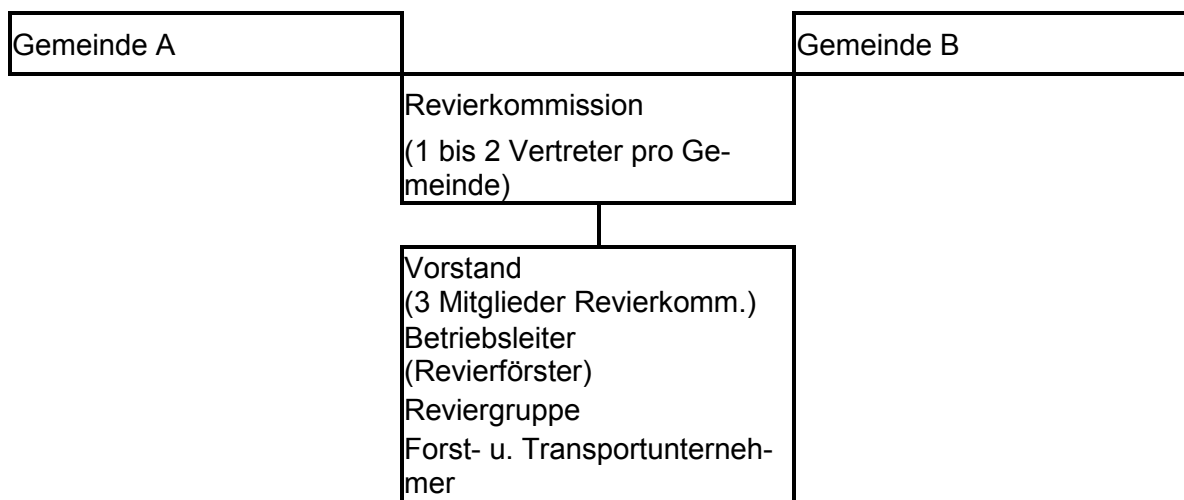 Gemeinde A
Gemeinde B
Revierkommission
(1 bis 2 Vertreter pro Ge-
meinde)
Vorstand
(3 Mitglieder Revierkomm.)
Betriebsleiter
(Revierförster)
Reviergruppe
Forst- u. Transportunterneh-
mer